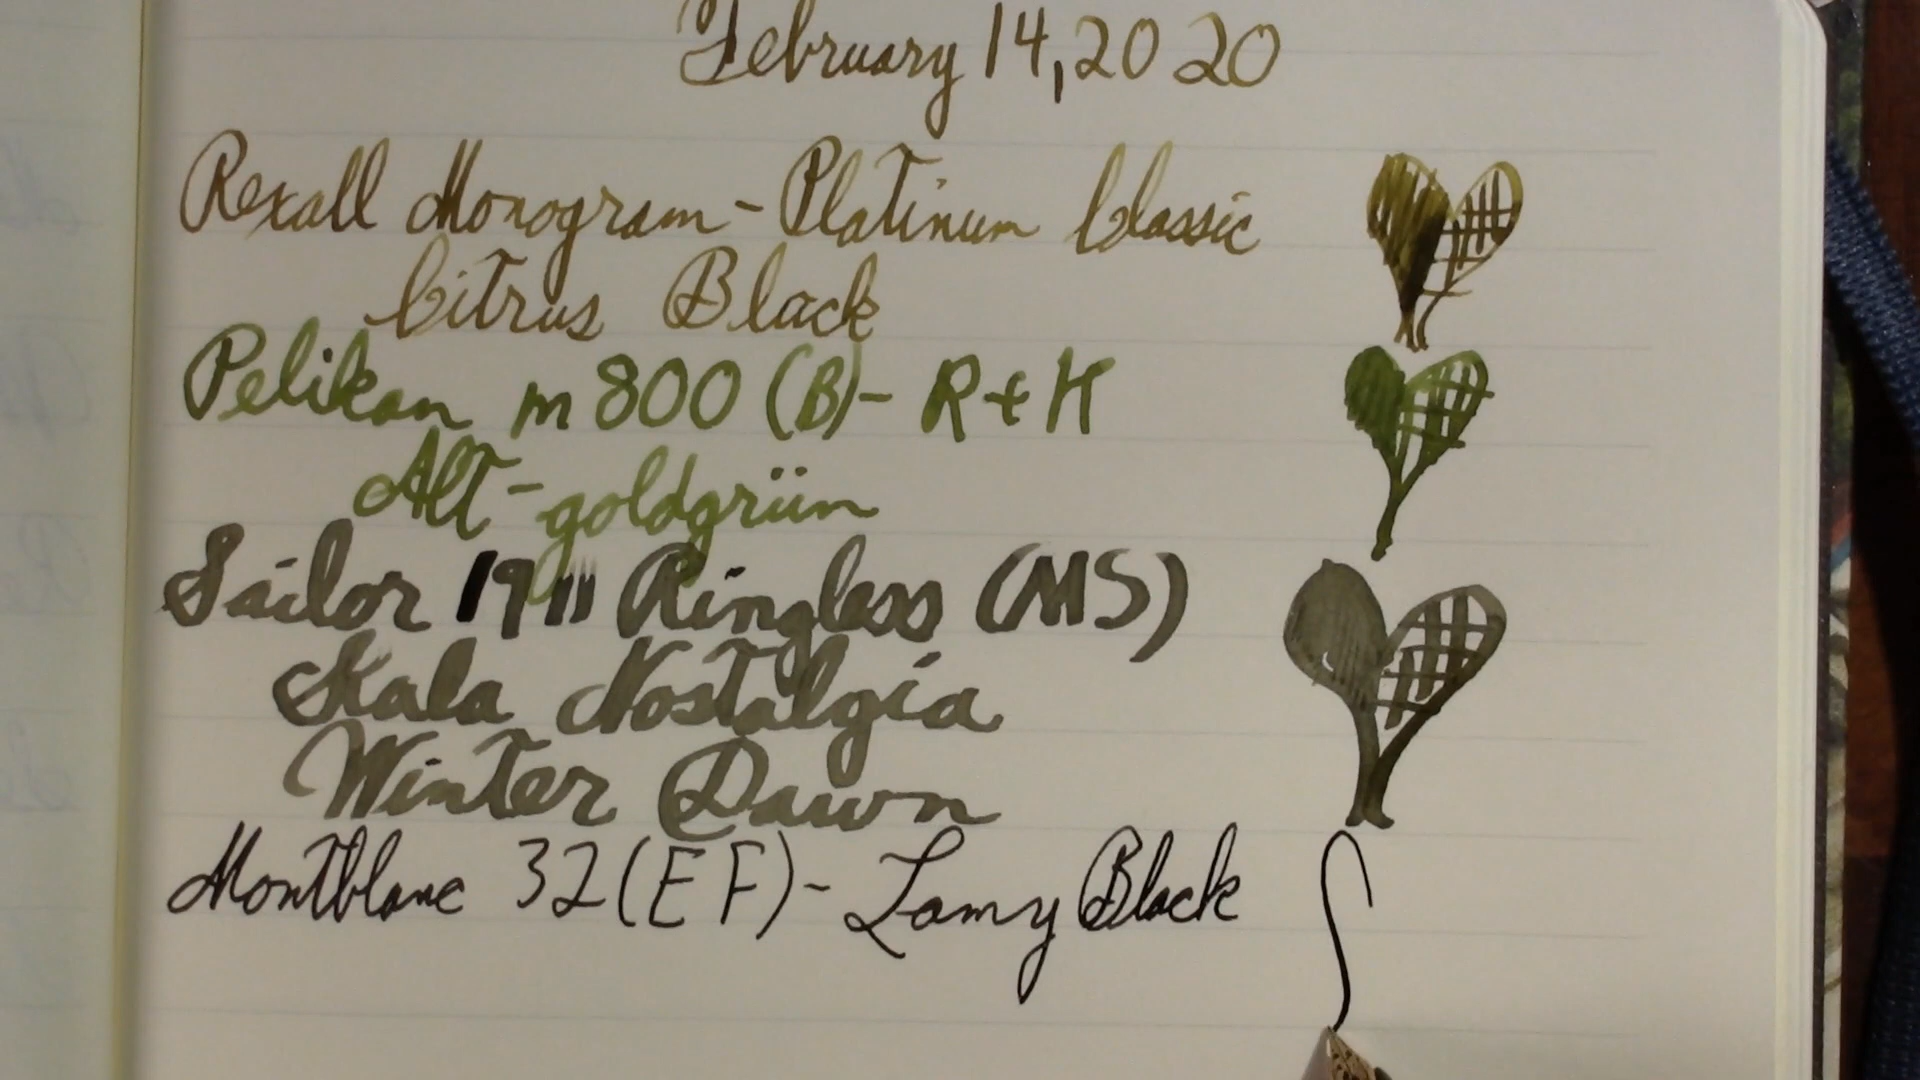 February 14, 2020
Rexall Monogram - Platinum Classic
Citrus Black
Pelikan m800 (B) - R + K
Alt-goldgrün
Sailor 1911 Ringless (MS)
Kala Nostalgia
Winter Dawn
Montblanc 32 (EF) - Lamy Black